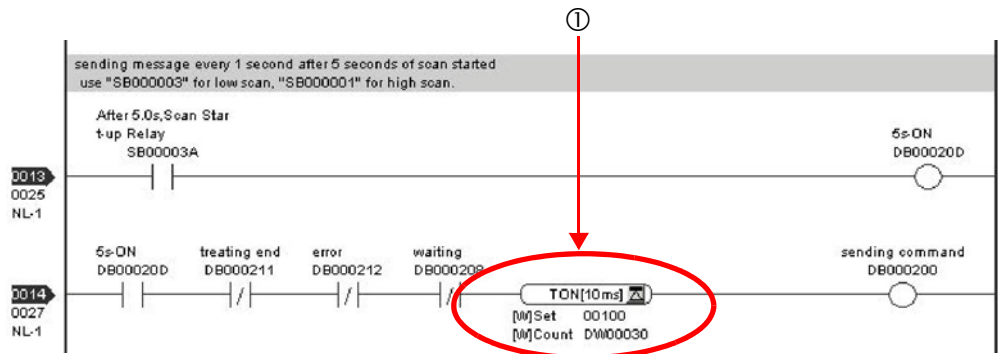 ①
sending message every 1 second after 5 seconds of scan started
use "SB000003" for low scan, "SB000001" for high scan.
After 5.0s,Scan Star
t-up Relay
SB00003A
5s-ON
DB00020D
0013
0025
NL-1
5s-ON treating end error waiting sending command
DB00020D DB000211 DB000212 DB000208 DB000200
0014
TON[10ms]
0027
[W]Set 00100
NL-1
[W]Count DW00030